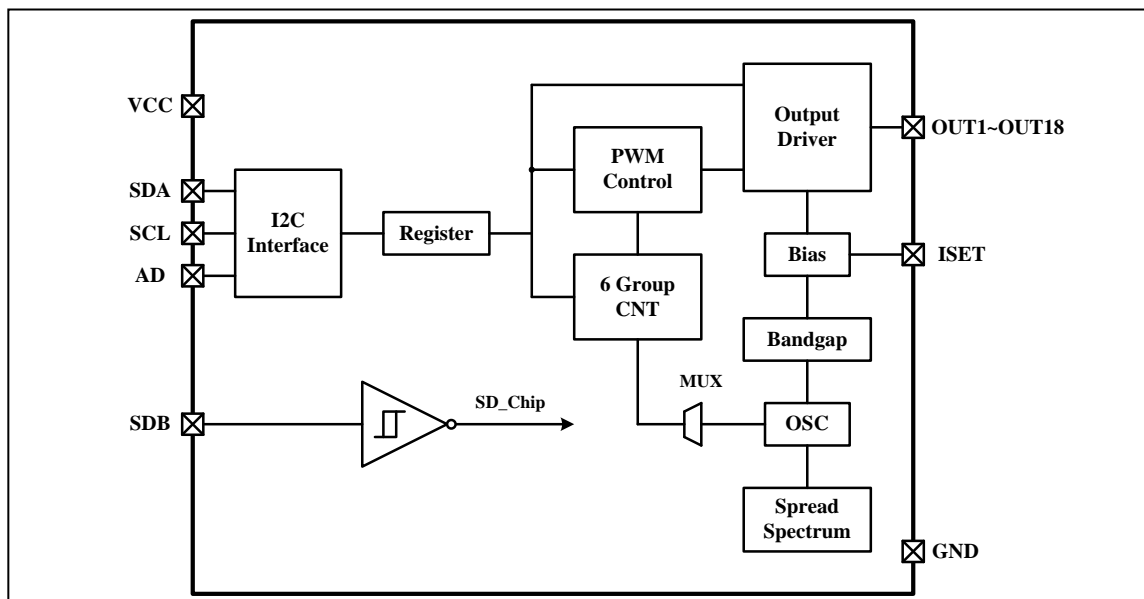 VCC
SDA
SCL
AD
I2C
Interface
Register
PWM
Control
6 Group
CNT
Output
Driver
OUT1~OUT18
Bias
ISET
Bandgap
MUX
OSC
Spread
Spectrum
SDB
SD_Chip
GND